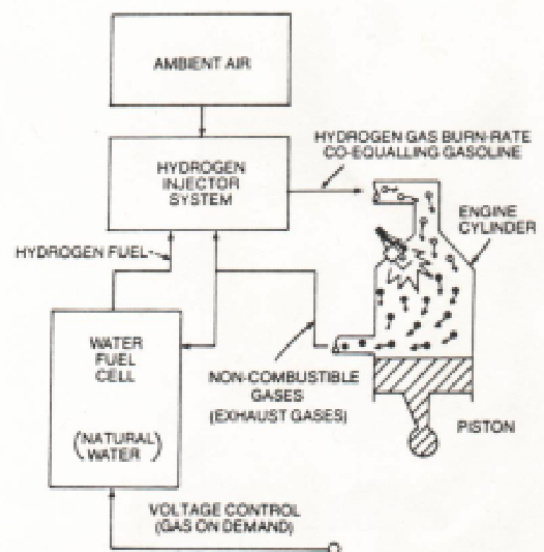 AMBIENT AIR
HYDROGEN GAS BURN-RATE
CO-EQUALLING GASOLINE
HYDROGEN
INJECTOR
SYSTEM
ENGINE
CYLINDER
HYDROGEN FUEL
WATER
FUEL
CELL
NON-COMBUSTIBLE
GASES
(EXHAUST GASES)
PISTON
(NATURAL
WATER)
VOLTAGE CONTROL
(GAS ON DEMAND)